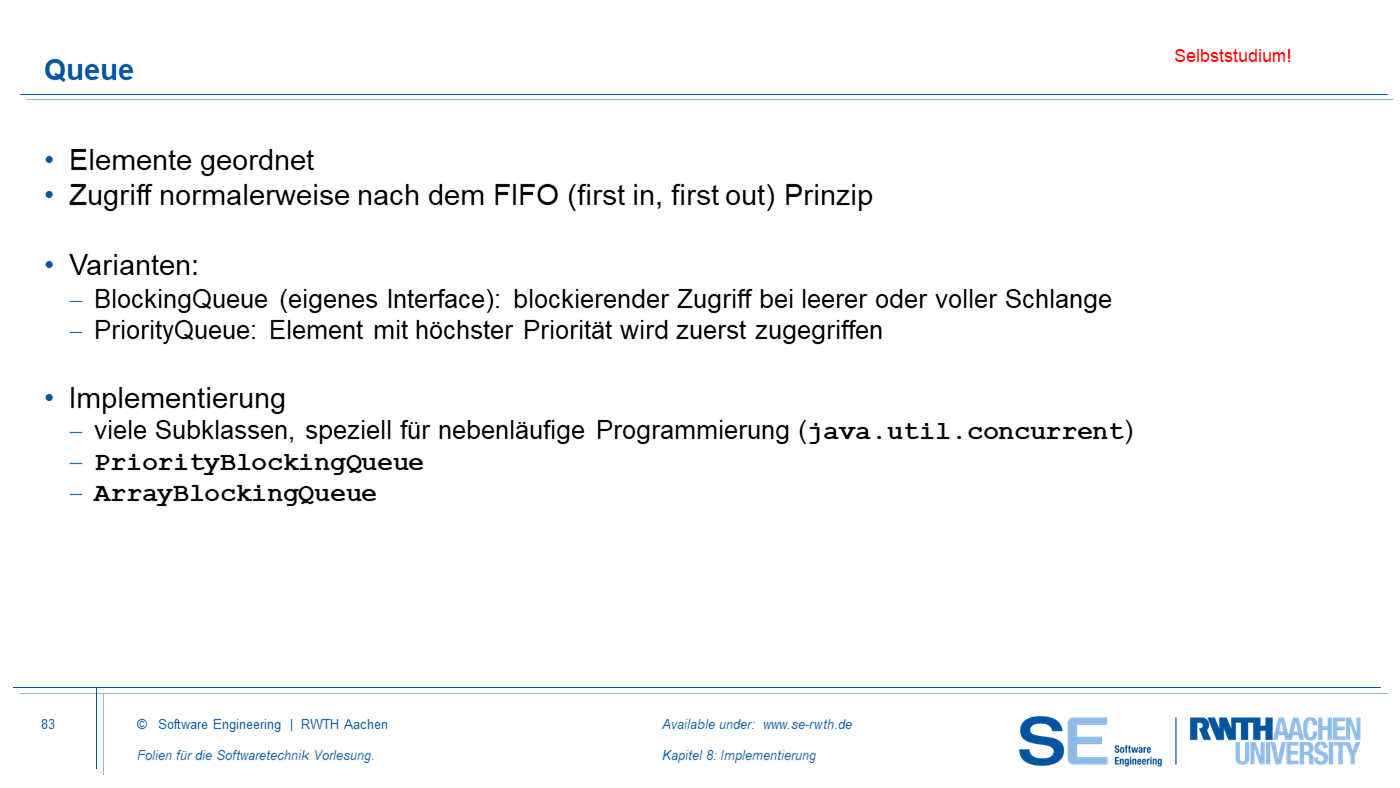 Queue
Selbststudium!
• Elemente geordnet
• Zugriff normalerweise nach dem FIFO (first in, first out) Prinzip
• Varianten:
– BlockingQueue (eigenes Interface): blockierender Zugriff bei leerer oder voller Schlange
– PriorityQueue: Element mit höchster Priorität wird zuerst zugegriffen
• Implementierung
– viele Subklassen, speziell für nebenläufige Programmierung (java.util.concurrent)
– PriorityBlockingQueue
– ArrayBlockingQueue
83
© Software Engineering | RWTH Aachen
Folien für die Softwaretechnik Vorlesung.
Available under: www.se-rwth.de
Kapitel 8: Implementierung
SE Software
Engineering
RWTHAACHEN
UNIVERSITY